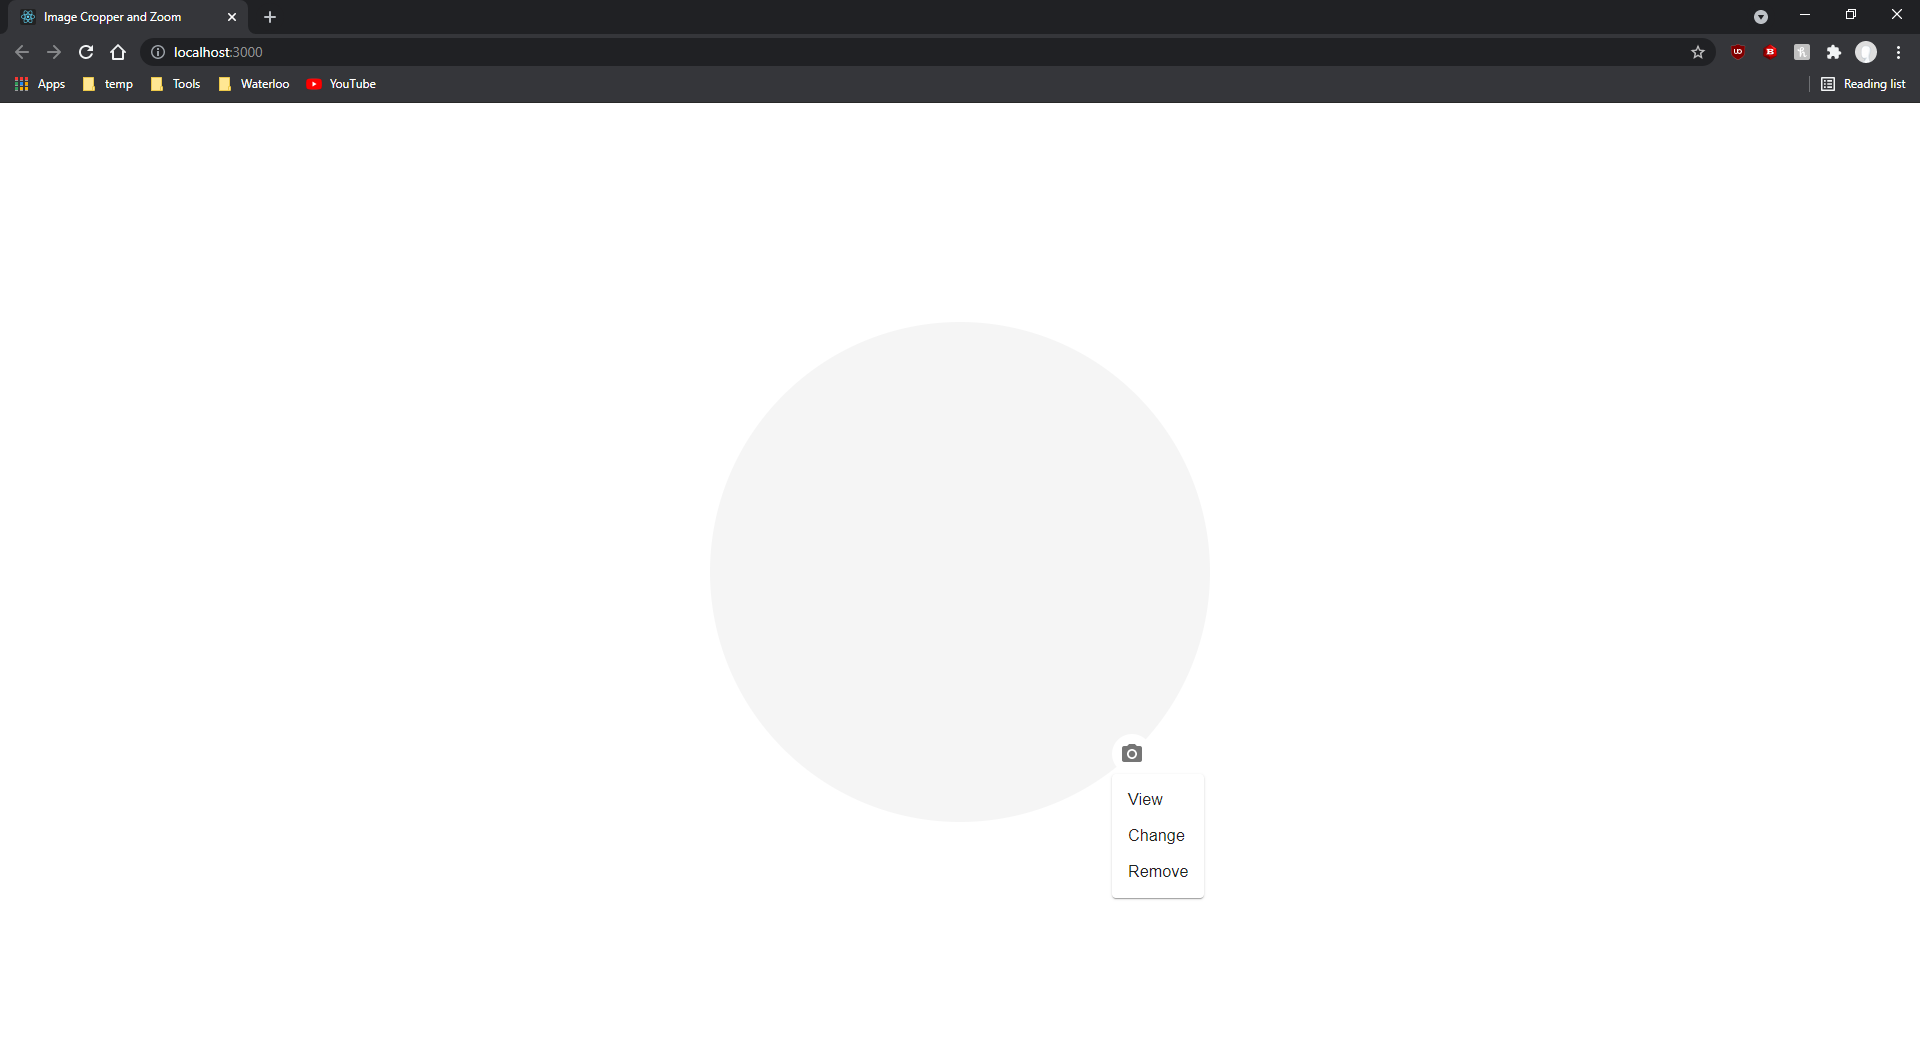 Image Cropper and Zoom
localhost:3000
Apps temp Tools Waterloo YouTube Reading list
View
Change
Remove